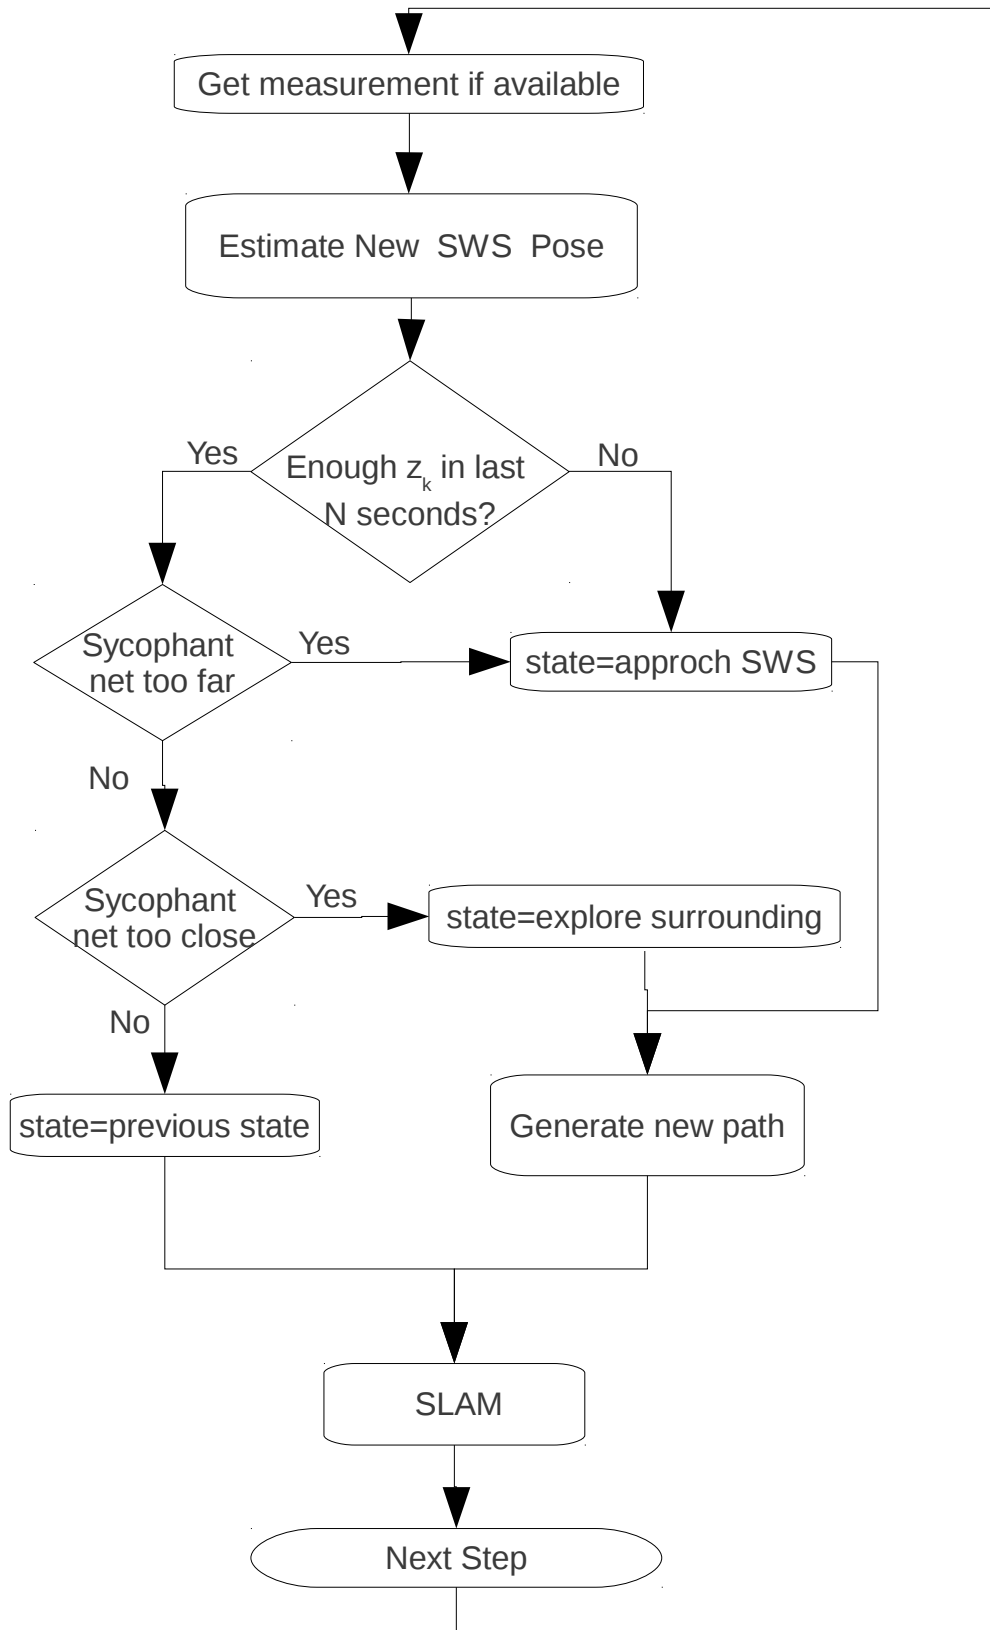 Get measurement if available
Estimate New SWS Pose
Yes
No
Enough zk in last
N seconds?
Sycophant
net too far
Yes
state=approch SWS
No
Sycophant
net too close
Yes
state=explore surrounding
No
state=previous state
Generate new path
SLAM
Next Step